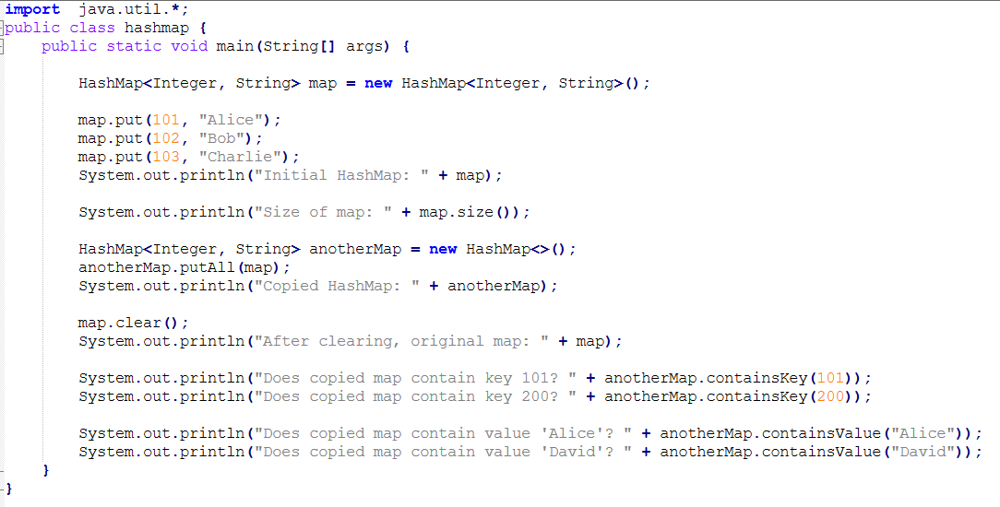 import  java.util.*;
public class hashmap {
    public static void main(String[] args) {

        HashMap<Integer, String> map = new HashMap<Integer, String>();

        map.put(101, "Alice");
        map.put(102, "Bob");
        map.put(103, "Charlie");
        System.out.println("Initial HashMap: " + map);

        System.out.println("Size of map: " + map.size());

        HashMap<Integer, String> anotherMap = new HashMap<>();
        anotherMap.putAll(map);
        System.out.println("Copied HashMap: " + anotherMap);

        map.clear();
        System.out.println("After clearing, original map: " + map);

        System.out.println("Does copied map contain key 101? " + anotherMap.containsKey(101));
        System.out.println("Does copied map contain key 200? " + anotherMap.containsKey(200));

        System.out.println("Does copied map contain value 'Alice'? " + anotherMap.containsValue("Alice"));
        System.out.println("Does copied map contain value 'David'? " + anotherMap.containsValue("David"));
    }
}